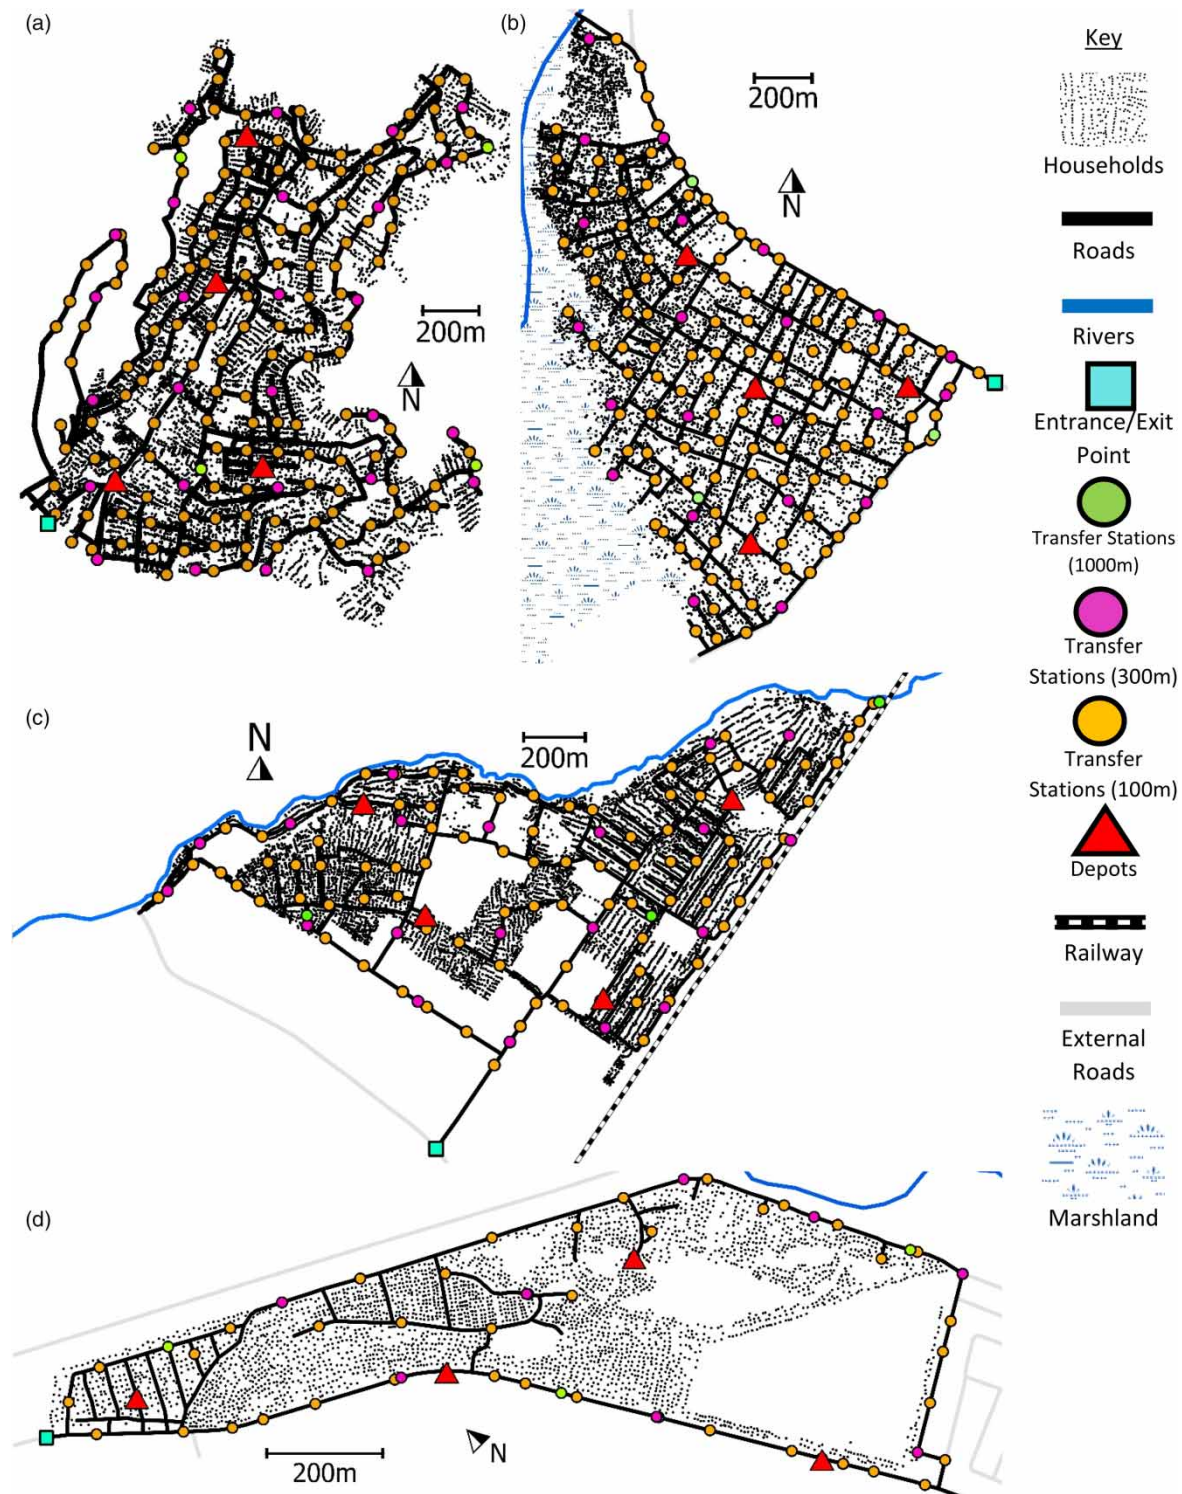 (a)
200m
N
(b)
200m
N
(c)
N
200m
(d)
200m
N
Key
Households
Roads
Rivers
Entrance/Exit
Point
Transfer Stations
(1000m)
Transfer
Stations (300m)
Transfer
Stations (100m)
Depots
Railway
External
Roads
Marshland